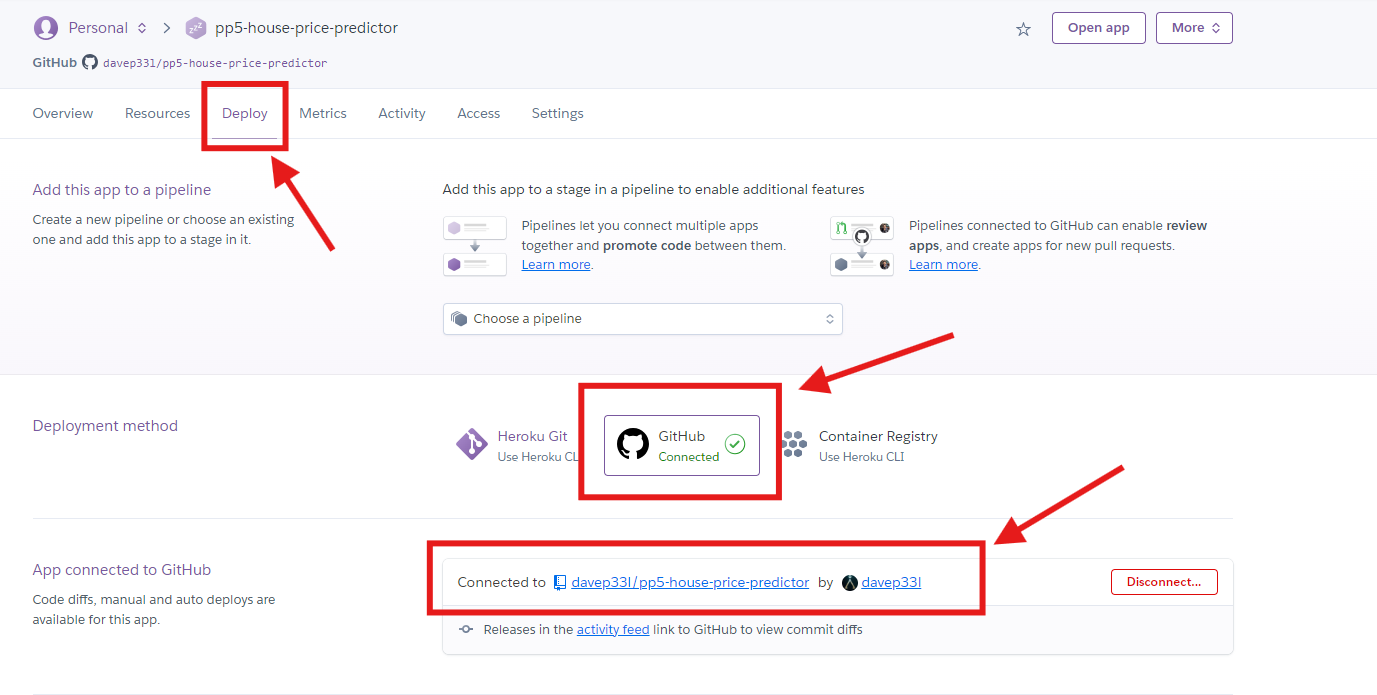 Personal pp5-house-price-predictor
Open app
More
GitHub davep33l/pp5-house-price-predictor
Overview Resources Deploy Metrics Activity Access Settings
Add this app to a pipeline
Create a new pipeline or choose an existing
one and add this app to a stage in it.
Add this app to a stage in a pipeline to enable additional features
Pipelines let you connect multiple apps
together and promote code between them.
Learn more.
Pipelines connected to GitHub can enable review
apps, and create apps for new pull requests.
Learn more.
Choose a pipeline
Deployment method
Heroku Git
Use Heroku CL
GitHub
Connected
Container Registry
Use Heroku CLI
App connected to GitHub
Code diffs, manual and auto deploys are
available for this app.
Connected to davep33l/pp5-house-price-predictor by davep33l
Disconnect...
Releases in the activity feed link to GitHub to view commit diffs